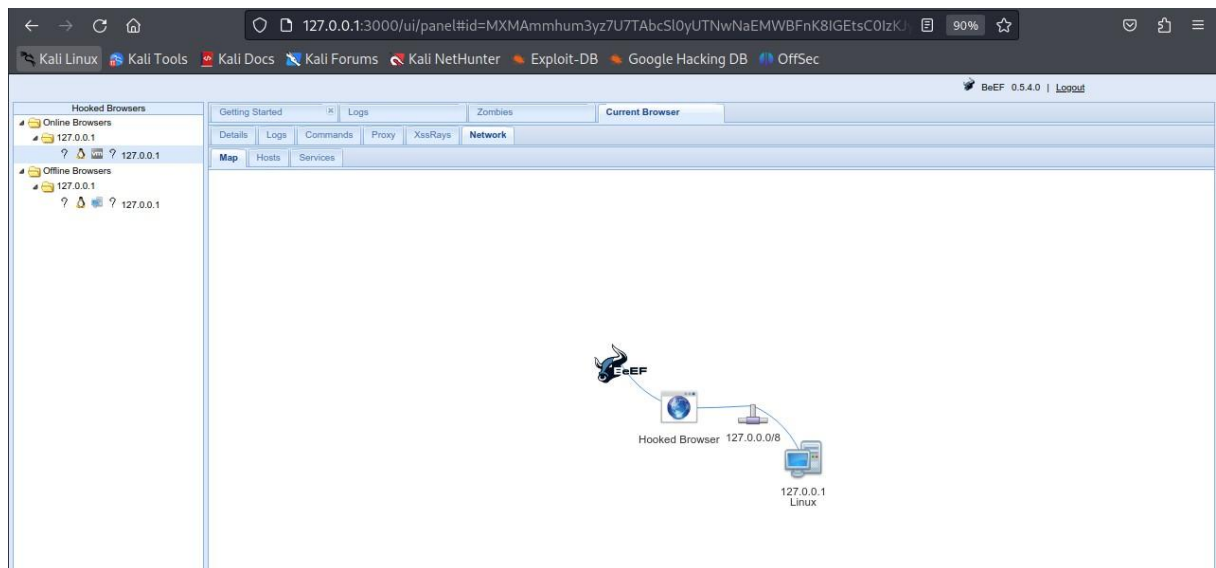 127.0.0.1:3000/ui/panel#id=MXMAmmhum3yz7U7TAbcSl0yUTNwNaEMWBFnK8IGEtsC0IzKJ
90%
Kali Linux Kali Tools Kali Docs Kali Forums Kali NetHunter Exploit-DB Google Hacking DB OffSec
BeEF 0.5.4.0 | Logout
Hooked Browsers
Online Browsers
127.0.0.1
? ? 127.0.0.1
Offline Browsers
127.0.0.1
? ? 127.0.0.1
Getting Started Logs Zombies Current Browser
Details Logs Commands Proxy XssRays Network
Map Hosts Services
BeEF
Hooked Browser 127.0.0.0/8
127.0.0.1
Linux